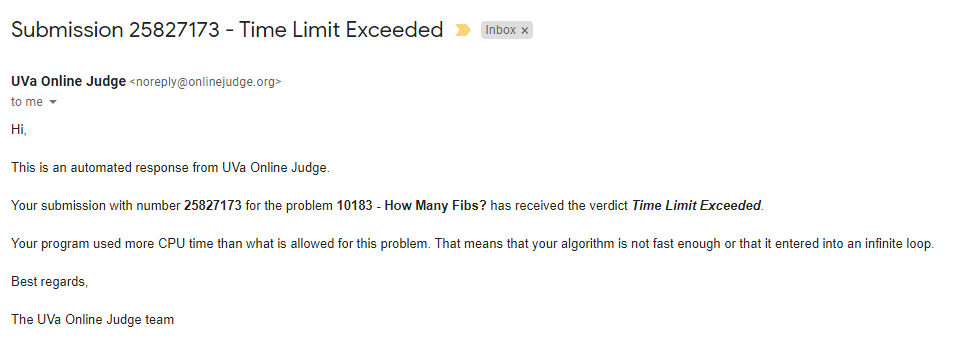 Submission 25827173 - Time Limit Exceeded Inbox x
UVa Online Judge <noreply@onlinejudge.org>
to me
Hi,
This is an automated response from UVa Online Judge.
Your submission with number 25827173 for the problem 10183 - How Many Fibs? has received the verdict Time Limit Exceeded.
Your program used more CPU time than what is allowed for this problem. That means that your algorithm is not fast enough or that it entered into an infinite loop.
Best regards,
The UVa Online Judge team